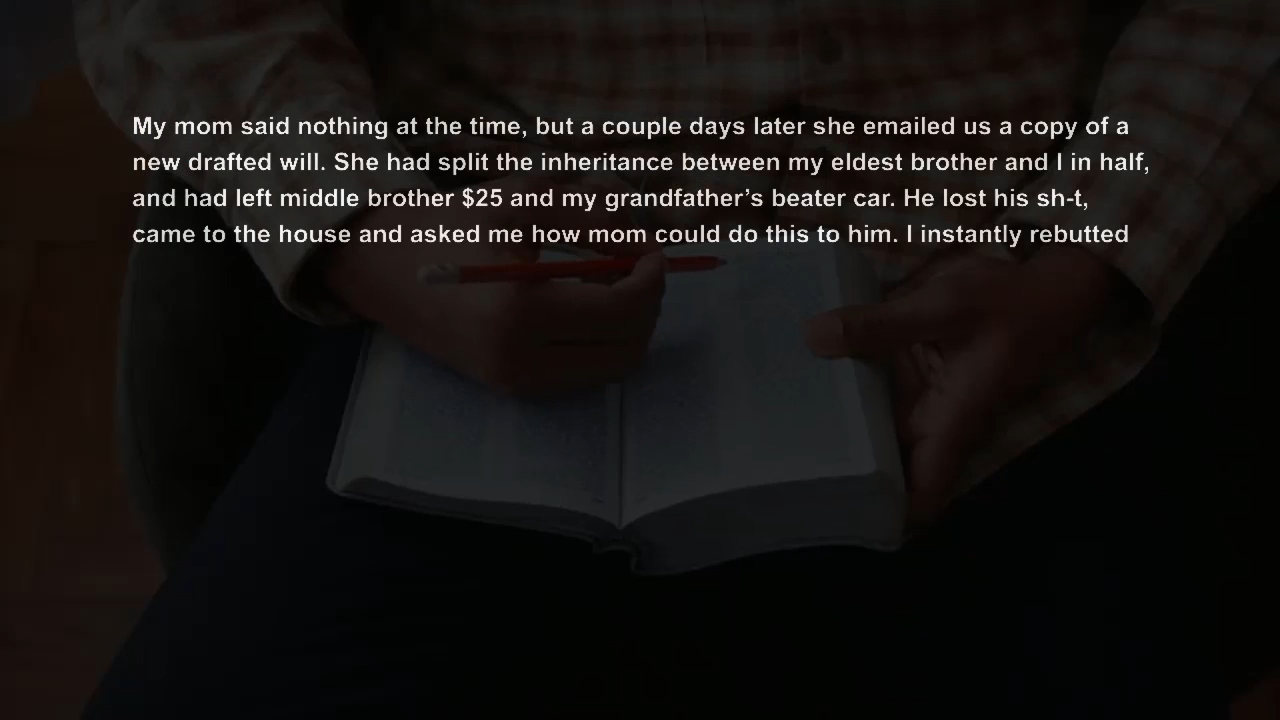 My mom said nothing at the time, but a couple days later she emailed us a copy of a
new drafted will. She had split the inheritance between my eldest brother and I in half,
and had left middle brother $25 and my grandfather’s beater car. He lost his sh-t,
came to the house and asked me how mom could do this to him. I instantly rebutted